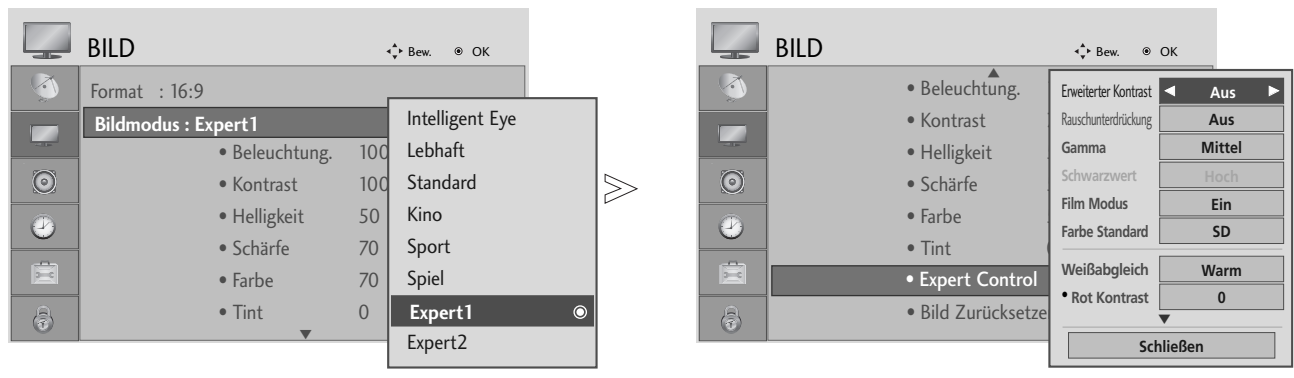 BILD
Bew. OK
Format : 16:9
Bildmodus : Expert1
• Beleuchtung. 100
• Kontrast 100
• Helligkeit 50
• Schärfe 70
• Farbe 70
• Tint 0
Intelligent Eye
Lebhaft
Standard
Kino
Sport
Spiel
Expert1
Expert2
BILD
Bew. OK
• Beleuchtung.
• Kontrast
• Helligkeit
• Schärfe
• Farbe
• Tint
• Expert Control
• Bild Zurücksetze
Erweiterter Kontrast Aus
Rauschunterdrückung Aus
Gamma Mittel
Schwarzwert Hoch
Film Modus Ein
Farbe Standard SD
Weißabgleich Warm
• Rot Kontrast 0
Schließen